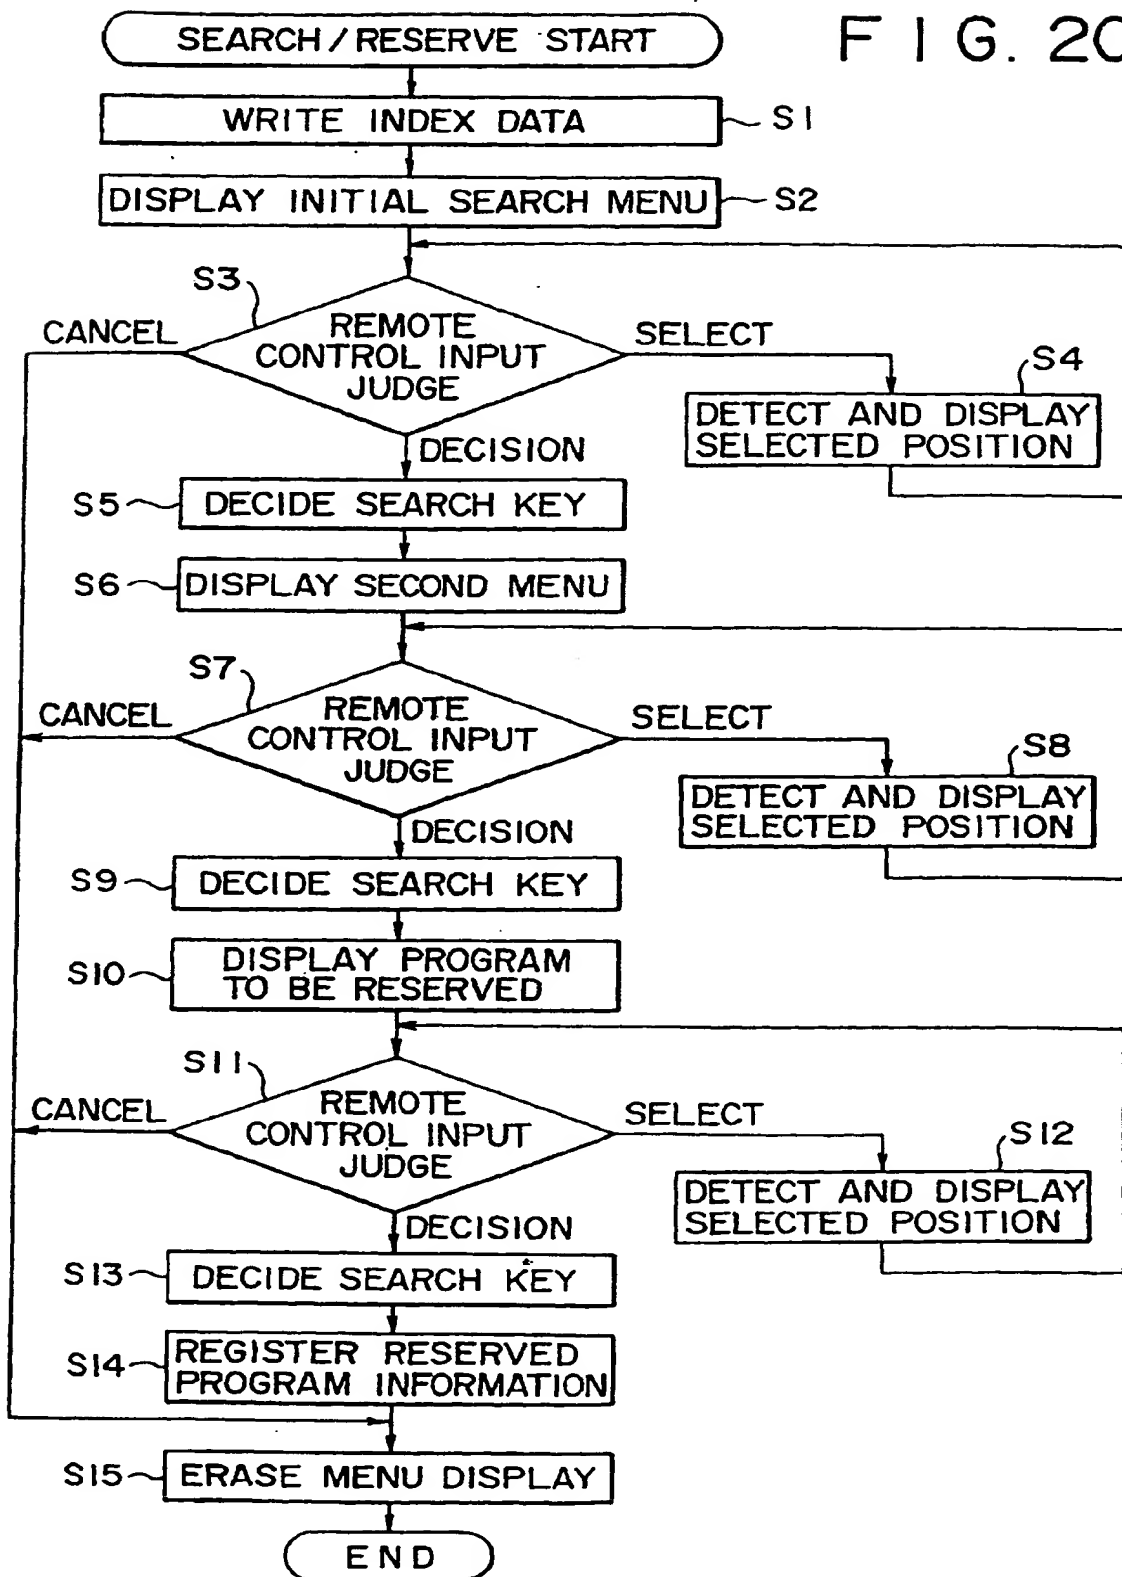 SEARCH/RESERVE START
FIG. 20
WRITE INDEX DATA
S1
DISPLAY INITIAL SEARCH MENU
S2
S3
CANCEL
REMOTE
CONTROL INPUT
JUDGE
SELECT
S4
DETECT AND DISPLAY
SELECTED POSITION
DECISION
S5
DECIDE SEARCH KEY
S6
DISPLAY SECOND MENU
S7
CANCEL
REMOTE
CONTROL INPUT
JUDGE
SELECT
S8
DETECT AND DISPLAY
SELECTED POSITION
DECISION
S9
DECIDE SEARCH KEY
S10
DISPLAY PROGRAM
TO BE RESERVED
S11
CANCEL
REMOTE
CONTROL INPUT
JUDGE
SELECT
S12
DETECT AND DISPLAY
SELECTED POSITION
DECISION
S13
DECIDE SEARCH KEY
S14
REGISTER RESERVED
PROGRAM INFORMATION
S15
ERASE MENU DISPLAY
END